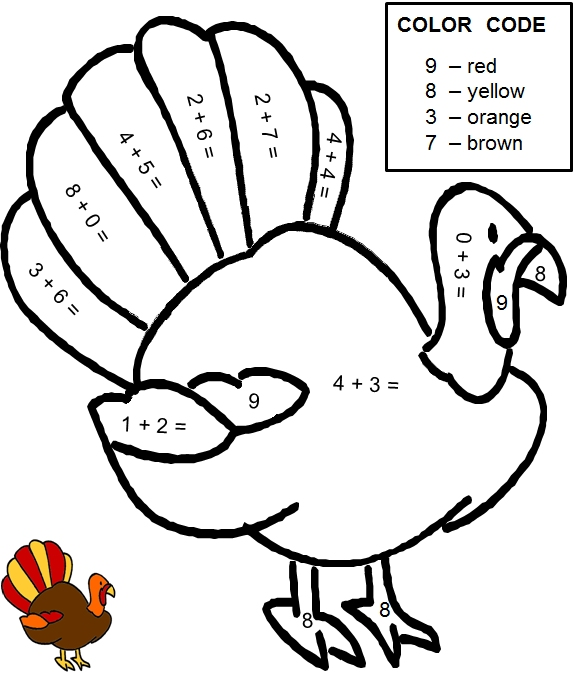 COLOR CODE
9 – red
8 – yellow
3 – orange
7 – brown
2 + 6 =
2 + 7 =
4 + 5 =
4 + 4 =
8 + 0 =
3 + 6 =
0 + 3 =
8
9
4 + 3 =
9
1 + 2 =
8
8